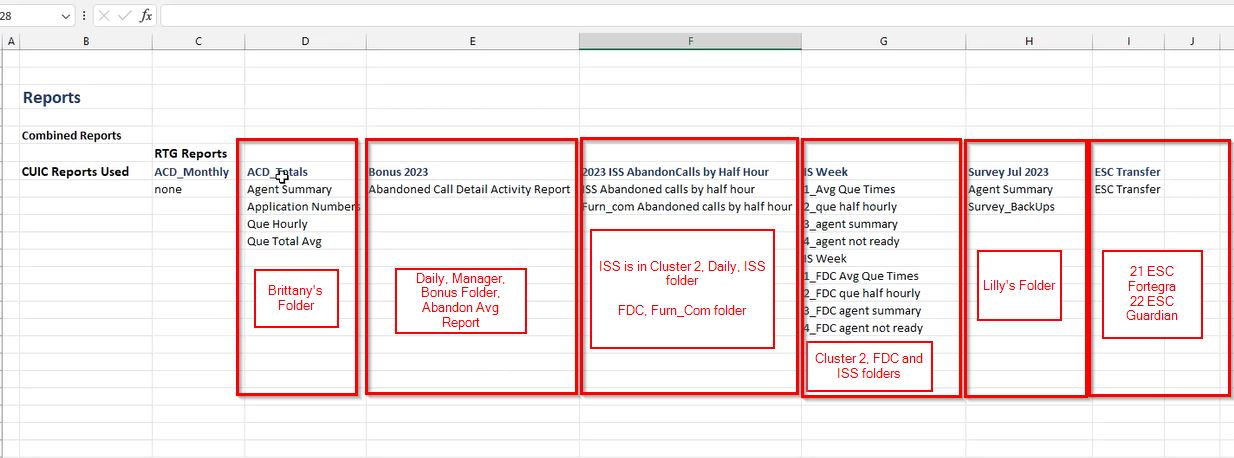 28
fx
A B C D E F G H I J
Reports
Combined Reports
RTG Reports
CUIC Reports Used
ACD_Monthly
none
ACD_Totals
Agent Summary
Application Numbers
Que Hourly
Que Total Avg
Brittany's
Folder
Bonus 2023
Abandoned Call Detail Activity Report
Daily, Manager,
Bonus Folder,
Abandon Avg
Report
2023 ISS AbandonCalls by Half Hour
ISS Abandoned calls by half hour
Furn_com Abandoned calls by half hour
ISS is in Cluster 2, Daily, ISS
folder
FDC, Furn_Com folder
IS Week
1_Avg Que Times
2_que half hourly
3_agent summary
4_agent not ready
IS Week
1_FDC Avg Que Times
2_FDC que half hourly
3_FDC agent summary
4_FDC agent not ready
Cluster 2, FDC and
ISS folders
Survey Jul 2023
Agent Summary
Survey_BackUps
Lilly's Folder
ESC Transfer
ESC Transfer
21 ESC
Fortegra
22 ESC
Guardian